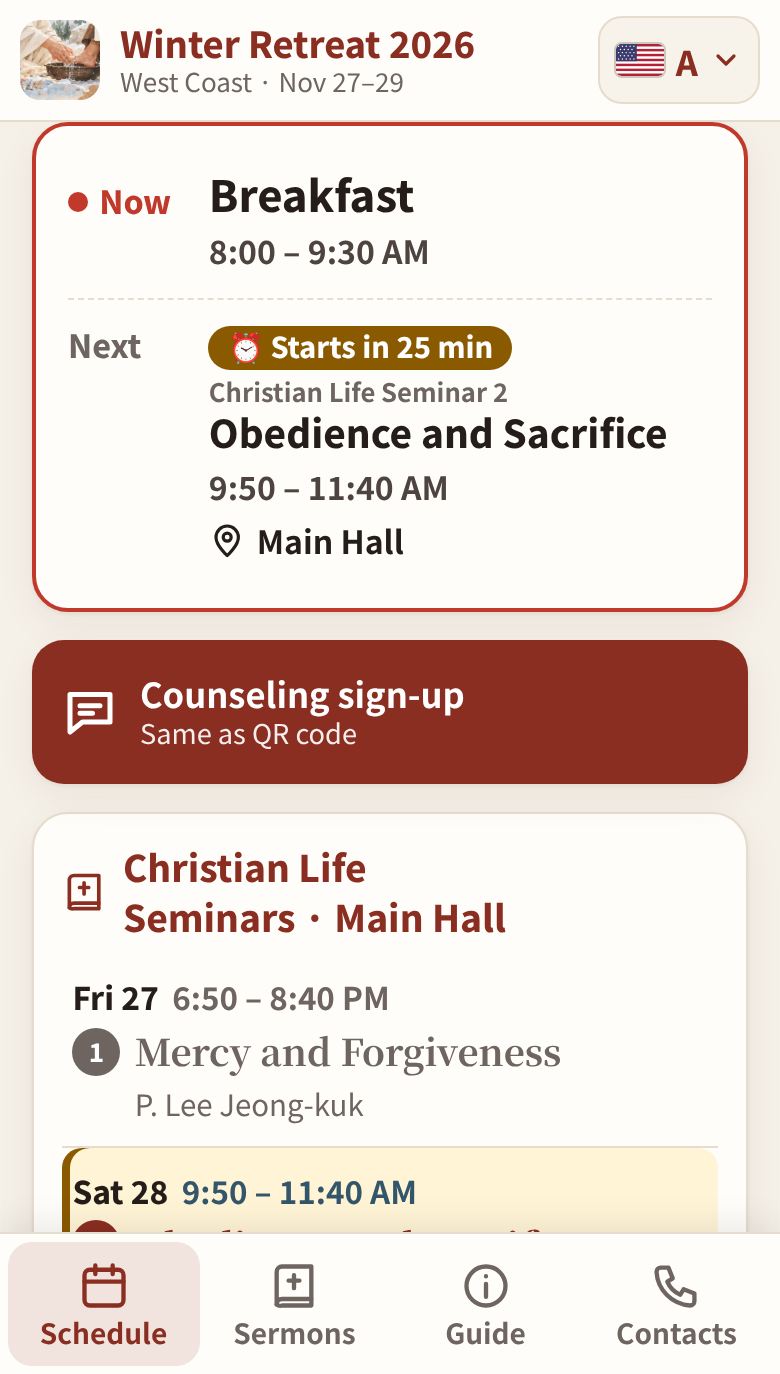 Winter Retreat 2026
West Coast · Nov 27–29
A
Now
Breakfast
8:00 – 9:30 AM
Next
⏰ Starts in 25 min
Christian Life Seminar 2
Obedience and Sacrifice
9:50 – 11:40 AM
Main Hall
Counseling sign-up
Same as QR code
Christian Life
Seminars · Main Hall
Fri 27 6:50 – 8:40 PM
1 Mercy and Forgiveness
P. Lee Jeong-kuk
Sat 28 9:50 – 11:40 AM
Schedule
Sermons
Guide
Contacts